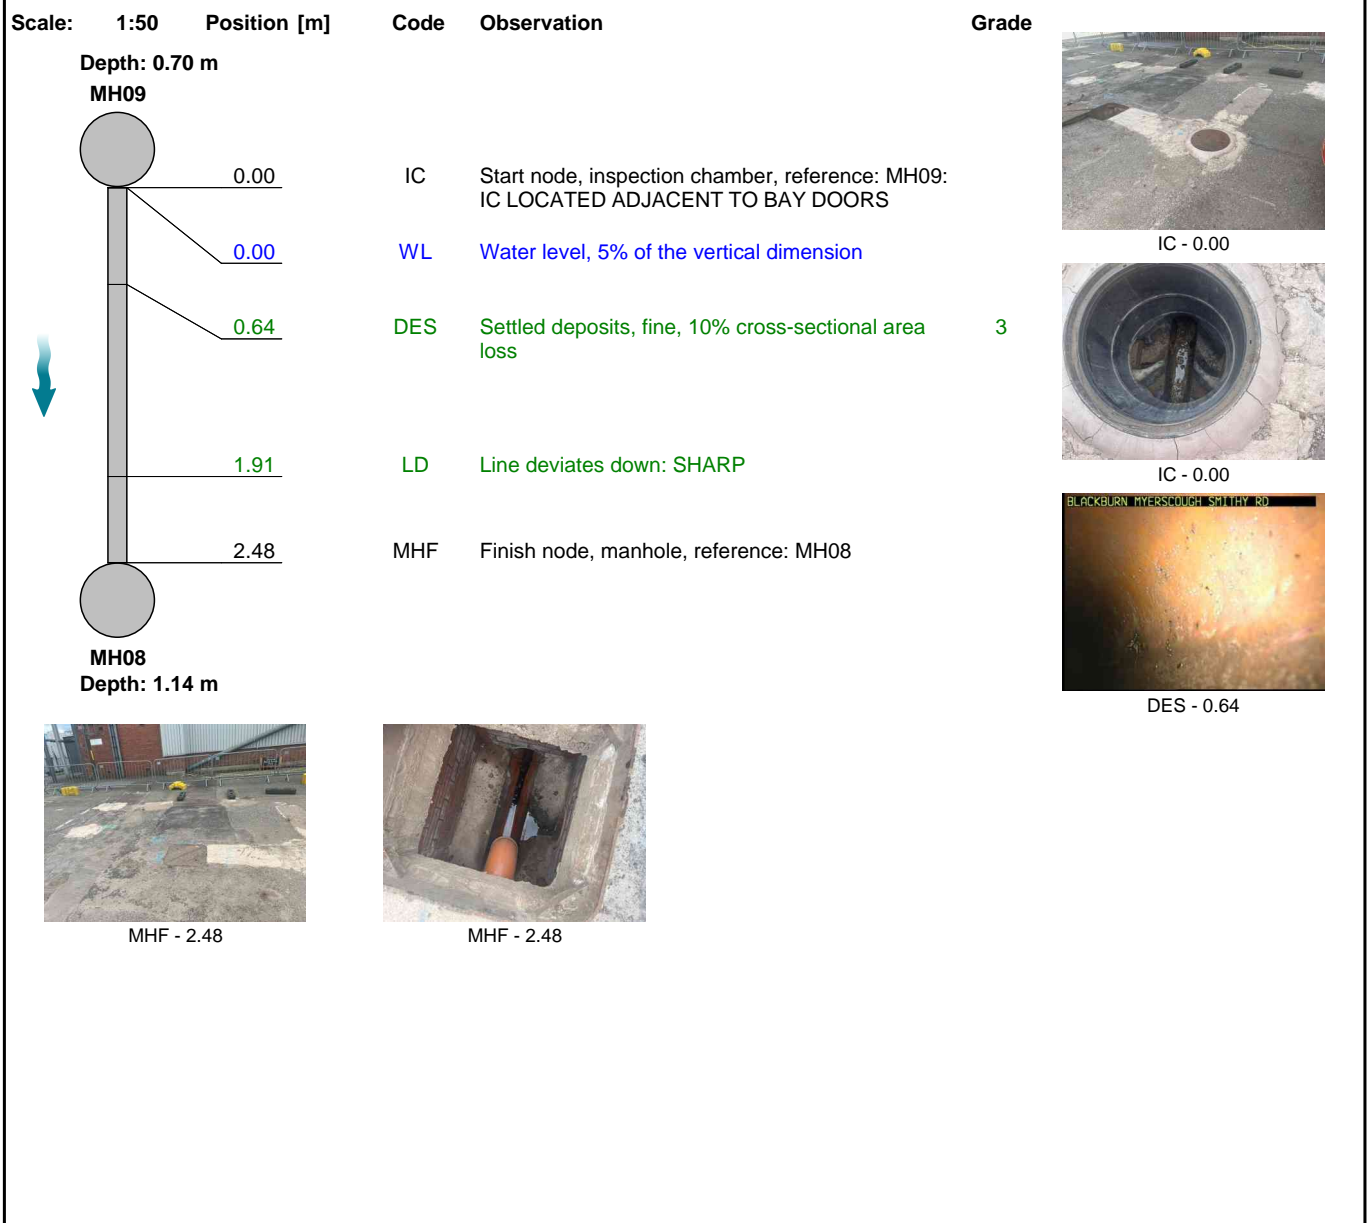 Scale: 1:50 Position [m] Code Observation Grade
Depth: 0.70 m
MH09
0.00 IC Start node, inspection chamber, reference: MH09:
IC LOCATED ADJACENT TO BAY DOORS
0.00 WL Water level, 5% of the vertical dimension
0.64 DES Settled deposits, fine, 10% cross-sectional area 3
loss
1.91 LD Line deviates down: SHARP
2.48 MHF Finish node, manhole, reference: MH08
MH08
Depth: 1.14 m
IC - 0.00
IC - 0.00
BLACKBURN MYERSCOUGH SMITHY RD
DES - 0.64
MHF - 2.48
MHF - 2.48